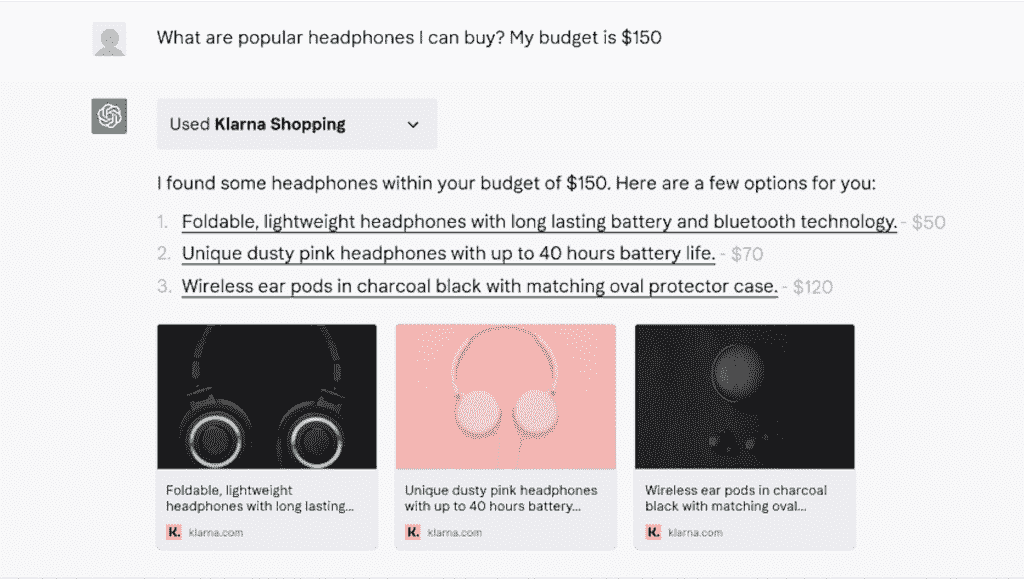 What are popular headphones I can buy? My budget is $150
Used Klarna Shopping
I found some headphones within your budget of $150. Here are a few options for you:
1. Foldable, lightweight headphones with long lasting battery and bluetooth technology. - $50
2. Unique dusty pink headphones with up to 40 hours battery life. - $70
3. Wireless ear pods in charcoal black with matching oval protector case. - $120
Foldable, lightweight
headphones with long lasting...
K. klarna.com
Unique dusty pink headphones
with up to 40 hours battery...
K. klarna.com
Wireless ear pods in charcoal
black with matching oval...
K. klarna.com